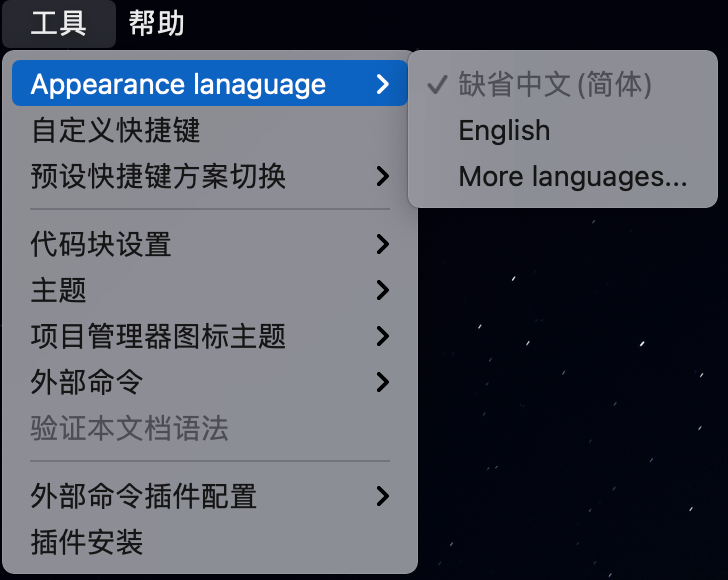 工具 帮助
Appearance lanaguage
自定义快捷键
预设快捷键方案切换
代码块设置
主题
项目管理器图标主题
外部命令
验证本文档语法
外部命令插件配置
插件安装
缺省中文(简体)
English
More languages...